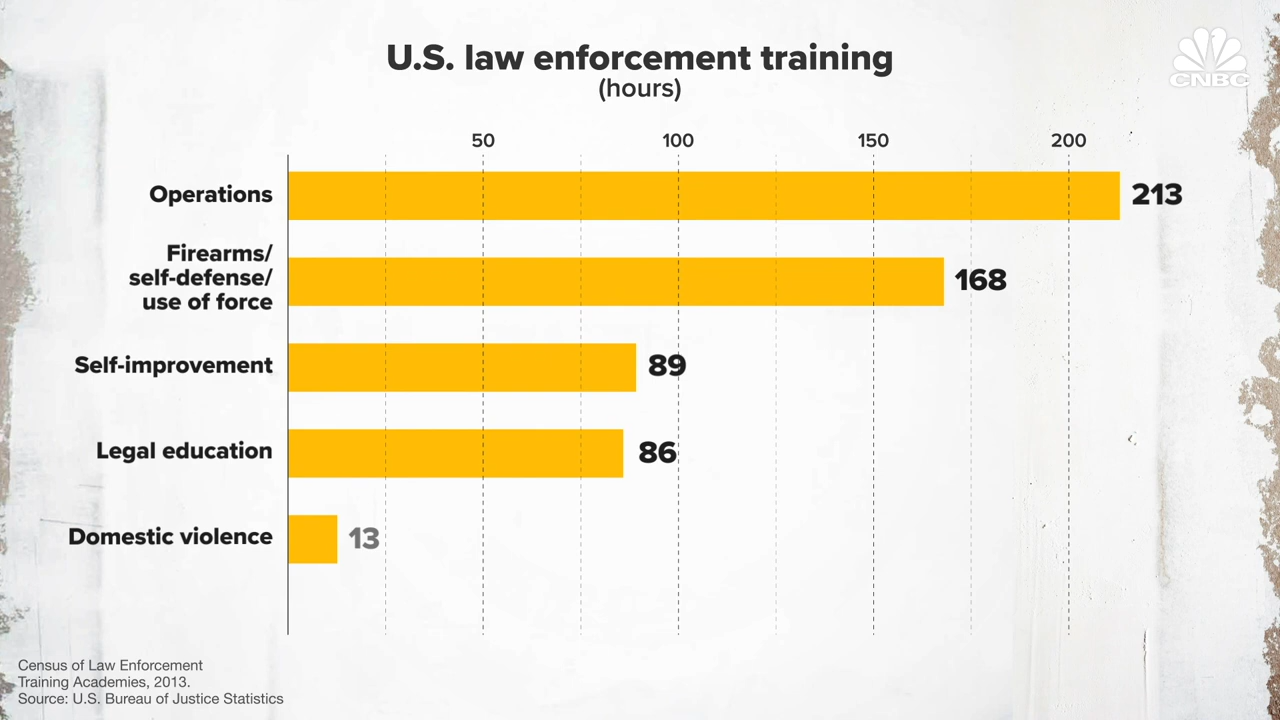 U.S. law enforcement training
(hours)
CNBC
50 100 150 200
Operations 213
Firearms/
self-defense/
use of force 168
Self-improvement 89
Legal education 86
Domestic violence 13
Census of Law Enforcement
Training Academies, 2013.
Source: U.S. Bureau of Justice Statistics